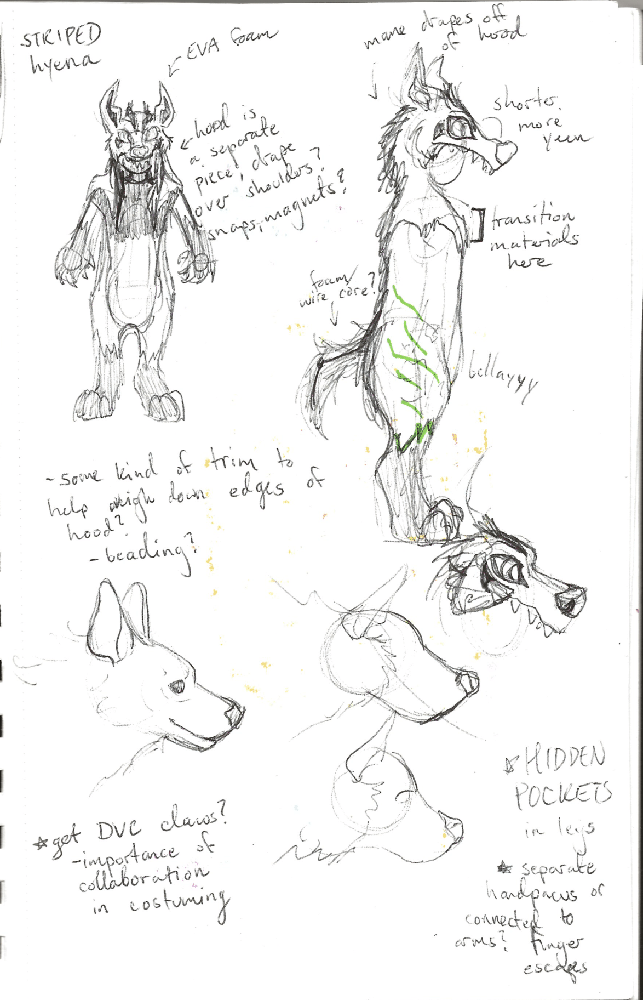 STRIPED
hyena
EVA foam
hood is
a separate
piece; drape
over shoulders?
snaps, magnets?
mane drapes off
of hood
shorter,
more
yeen
transition
materials
here
foam/
wire core?
bellayyy
- some kind of trim to
help weigh down edges of
hood?
- beading?
get DVC claws?
- importance of
collaboration
in costuming
HIDDEN
POCKETS
in legs
separate
handpaws or
connected to
arms? finger
escapes